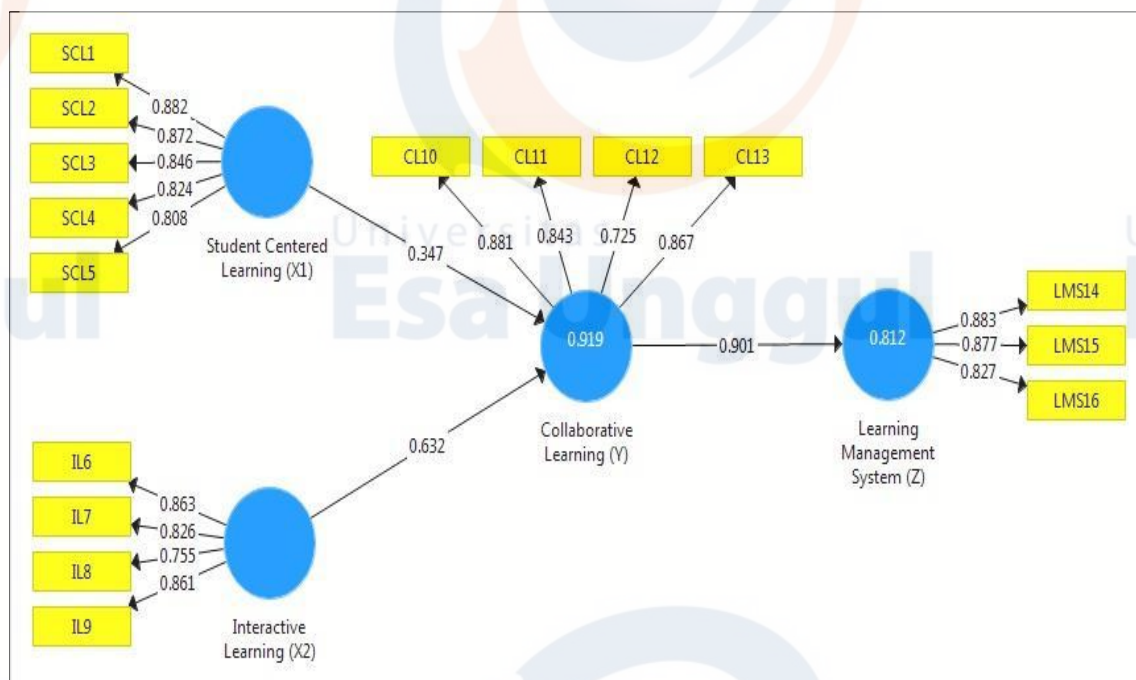 SCL1
SCL2
SCL3
SCL4
SCL5
0.882
0.872
0.846
0.824
0.808
Student Centered
Learning (X1)
CL10
CL11
CL12
CL13
0.881
0.843
0.725
0.867
0.347
Universitas
Esa Unggul
ul
U
0.919
0.901
0.812
Collaborative
Learning (Y)
Learning
Management
System (Z)
LMS14
LMS15
LMS16
0.883
0.877
0.827
0.632
IL6
IL7
IL8
IL9
0.863
0.826
0.755
0.861
Interactive
Learning (X2)